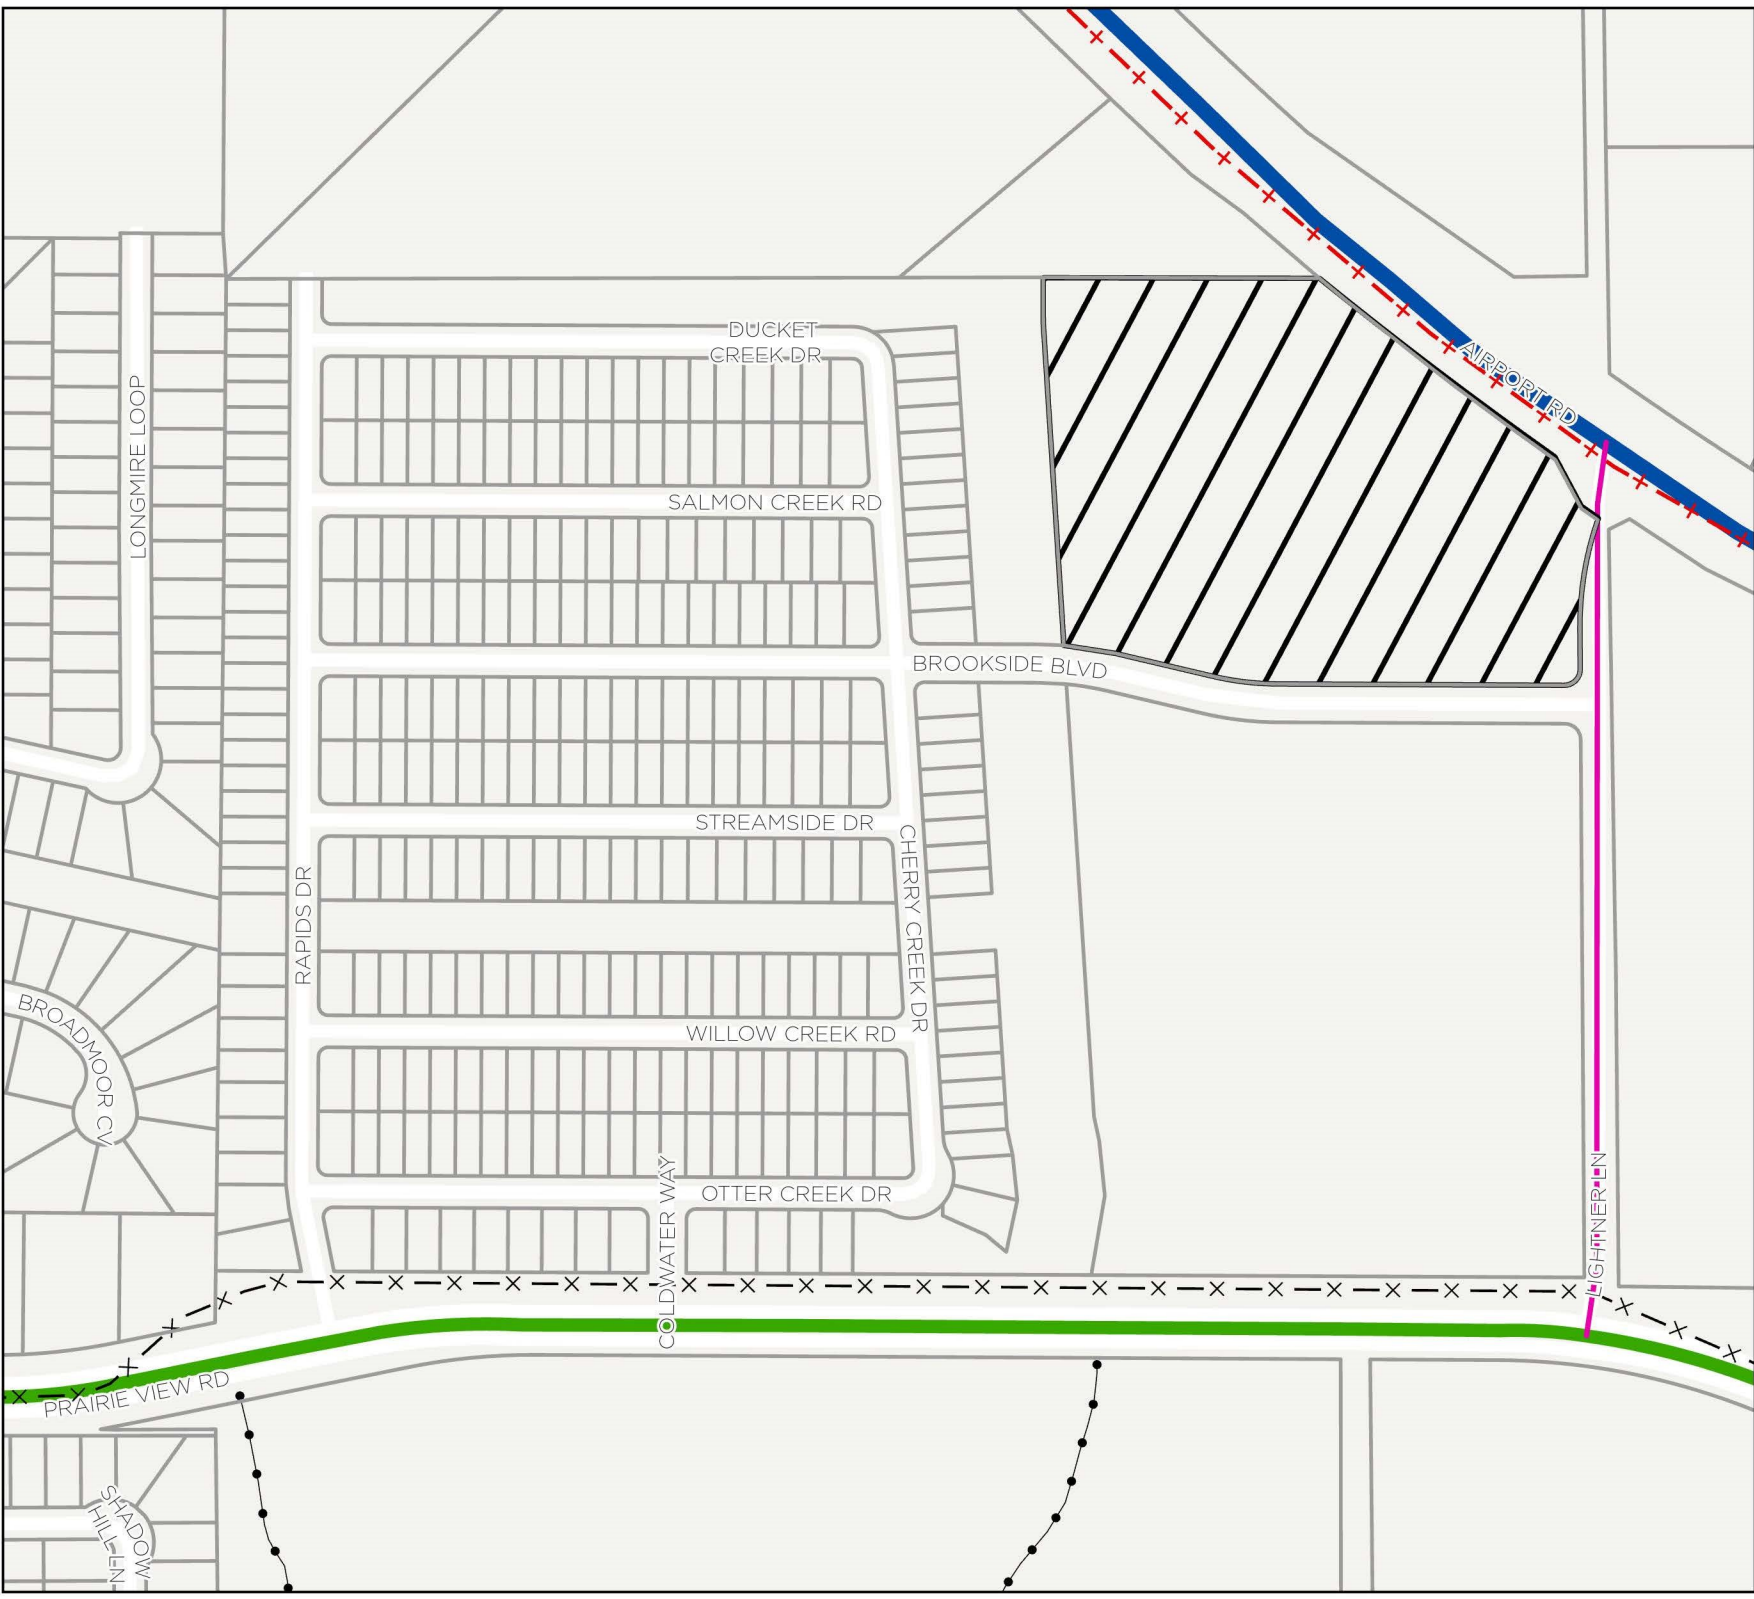 DUCKET
CREEK DR
AIRPORT RD
LONGMIRE LOOP
SALMON CREEK RD
BROOKSIDE BLVD
STREAMSIDE DR
CHERRY CREEK DR
RAPIDS DR
BROADMOOR CV
WILLOW CREEK RD
COLDWATER WAY
OTTER CREEK DR
LIGHTNER LN
PRAIRIE VIEW RD
SHADOW
HILL LN